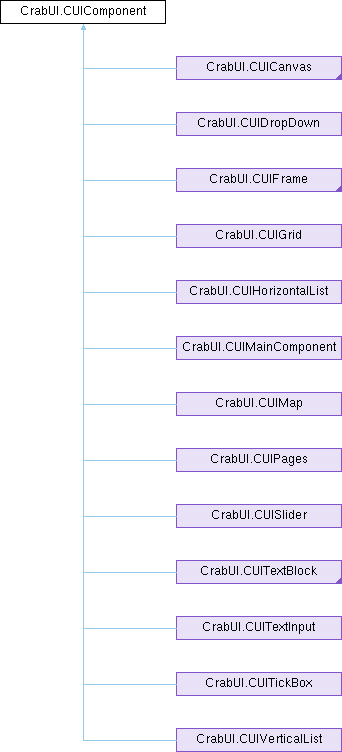 CrabUI.CUIComponent
CrabUI.CUICanvas
CrabUI.CUIDropDown
CrabUI.CUIFrame
CrabUI.CUIGrid
CrabUI.CUIHorizontalList
CrabUI.CUIMainComponent
CrabUI.CUIMap
CrabUI.CUIPages
CrabUI.CUISlider
CrabUI.CUITextBlock
CrabUI.CUITextInput
CrabUI.CUITickBox
CrabUI.CUIVerticalList